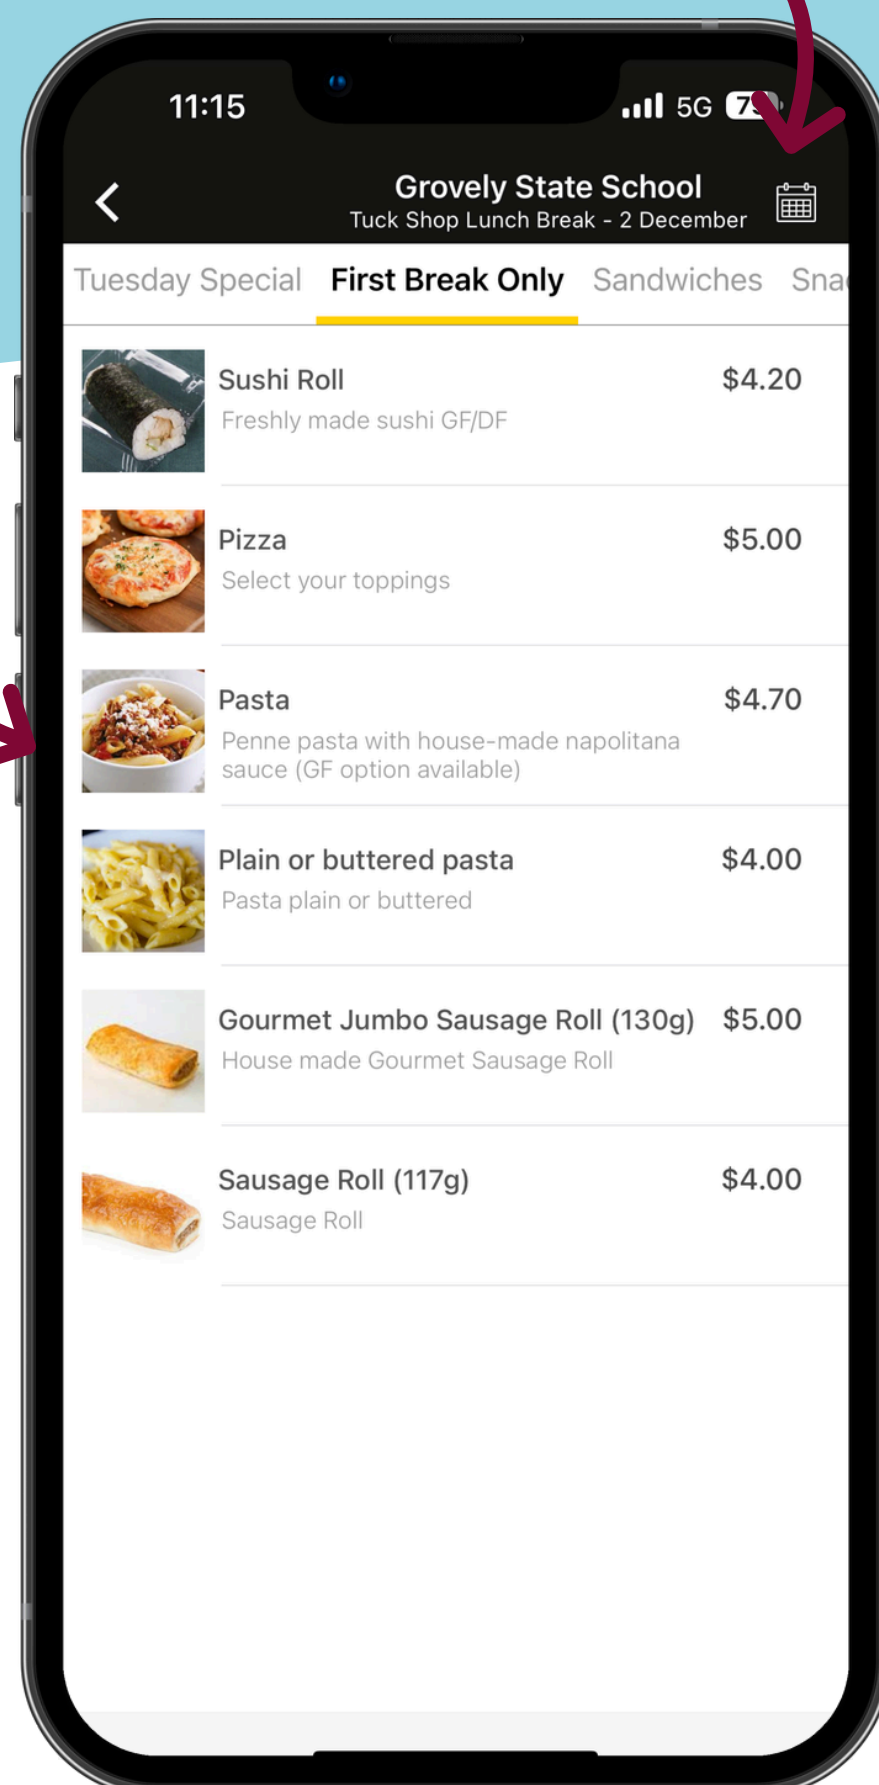 11:15
5G
Grovely State School
Tuck Shop Lunch Break - 2 December
Tuesday Special First Break Only Sandwiches Sna
Sushi Roll $4.20
Freshly made sushi GF/DF
Pizza $5.00
Select your toppings
Pasta $4.70
Penne pasta with house-made napolitana
sauce (GF option available)
Plain or buttered pasta $4.00
Pasta plain or buttered
Gourmet Jumbo Sausage Roll (130g) $5.00
House made Gourmet Sausage Roll
Sausage Roll (117g) $4.00
Sausage Roll